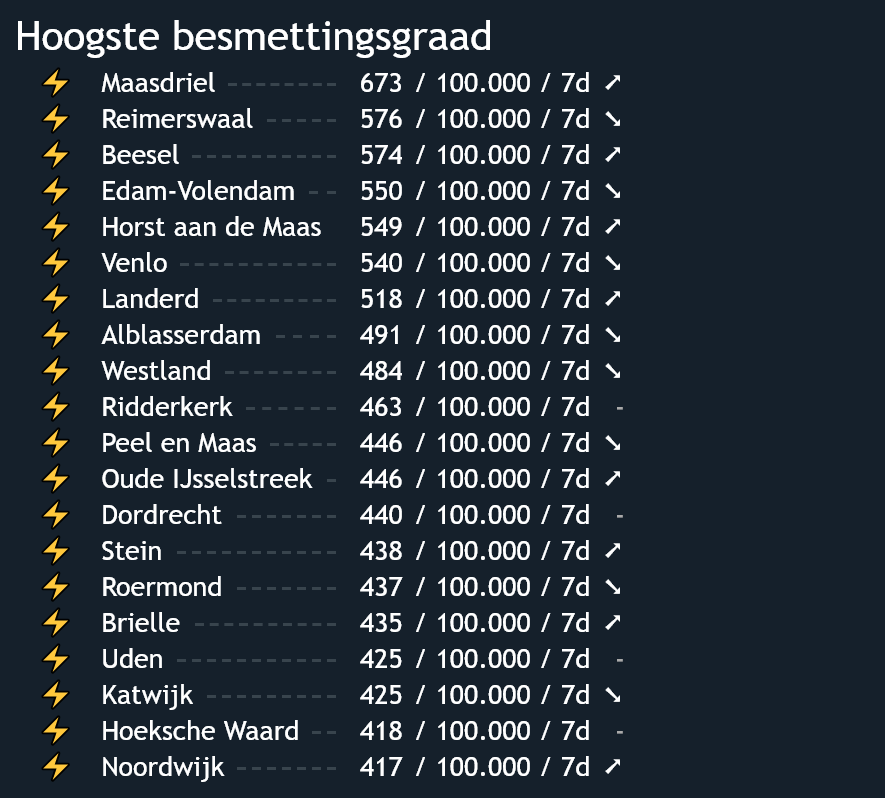 Hoogste besmettingsgraad
⚡ Maasdriel -------- 673 / 100.000 / 7d ➚
⚡ Reimerswaal ----- 576 / 100.000 / 7d ➘
⚡ Beesel ----------- 574 / 100.000 / 7d ➚
⚡ Edam-Volendam -- 550 / 100.000 / 7d ➘
⚡ Horst aan de Maas 549 / 100.000 / 7d ➚
⚡ Venlo ------------ 540 / 100.000 / 7d ➘
⚡ Landerd --------- 518 / 100.000 / 7d ➚
⚡ Alblasserdam ---- 491 / 100.000 / 7d ➘
⚡ Westland -------- 484 / 100.000 / 7d ➘
⚡ Ridderkerk ------ 463 / 100.000 / 7d -
⚡ Peel en Maas ----- 446 / 100.000 / 7d ➘
⚡ Oude IJsselstreek - 446 / 100.000 / 7d ➚
⚡ Dordrecht ------- 440 / 100.000 / 7d -
⚡ Stein ------------ 438 / 100.000 / 7d ➚
⚡ Roermond ------- 437 / 100.000 / 7d ➘
⚡ Brielle ---------- 435 / 100.000 / 7d ➚
⚡ Uden ------------ 425 / 100.000 / 7d -
⚡ Katwijk ---------- 425 / 100.000 / 7d ➘
⚡ Hoeksche Waard -- 418 / 100.000 / 7d -
⚡ Noordwijk ------- 417 / 100.000 / 7d ➚